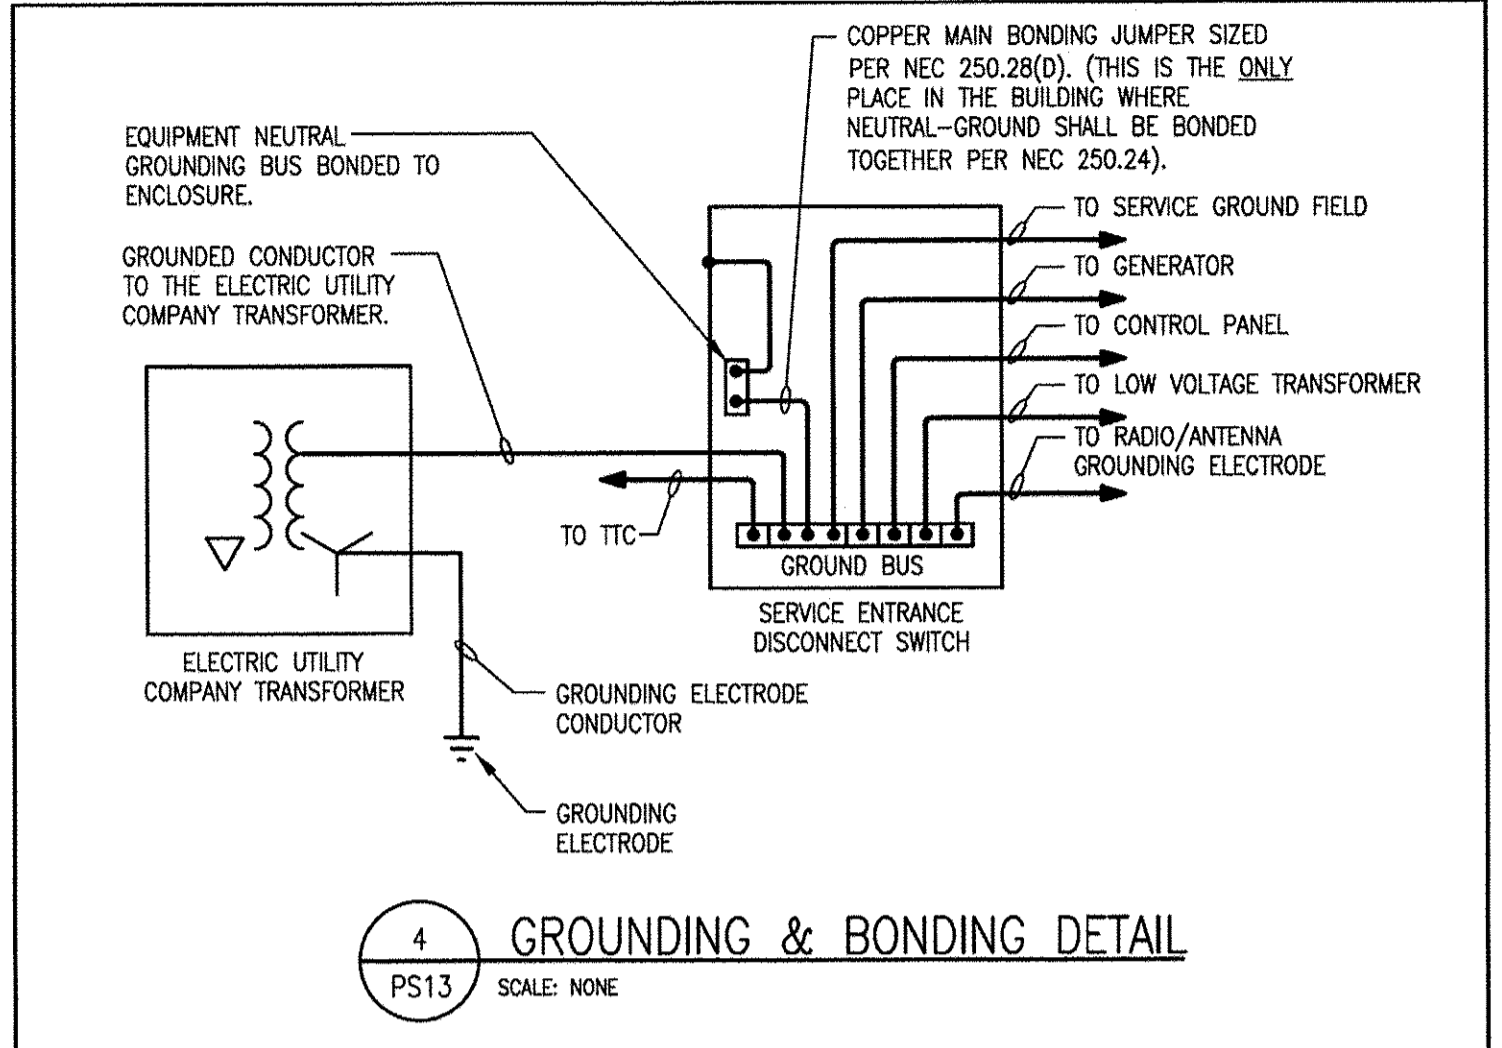 COPPER MAIN BONDING JUMPER SIZED
PER NEC 250.28(D). (THIS IS THE ONLY
PLACE IN THE BUILDING WHERE
NEUTRAL-GROUND SHALL BE BONDED
TOGETHER PER NEC 250.24).
EQUIPMENT NEUTRAL
GROUNDING BUS BONDED TO
ENCLOSURE.
GROUNDED CONDUCTOR
TO THE ELECTRIC UTILITY
COMPANY TRANSFORMER.
TO SERVICE GROUND FIELD
TO GENERATOR
TO CONTROL PANEL
TO LOW VOLTAGE TRANSFORMER
TO RADIO/ANTENNA
GROUNDING ELECTRODE
TO TTC
GROUND BUS
SERVICE ENTRANCE
DISCONNECT SWITCH
ELECTRIC UTILITY
COMPANY TRANSFORMER
GROUNDING ELECTRODE
CONDUCTOR
GROUNDING
ELECTRODE
4
PS13
GROUNDING & BONDING DETAIL
SCALE: NONE